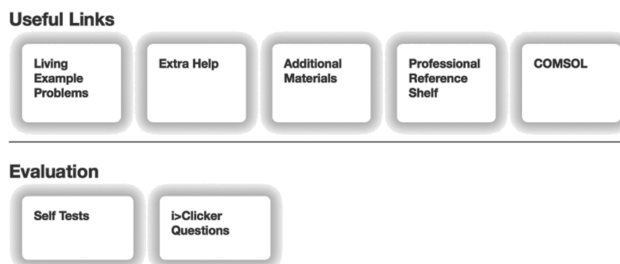 Useful Links
Living
Example
Problems
Extra Help
Additional
Materials
Professional
Reference
Shelf
COMSOL
Evaluation
Self Tests
i>Clicker
Questions